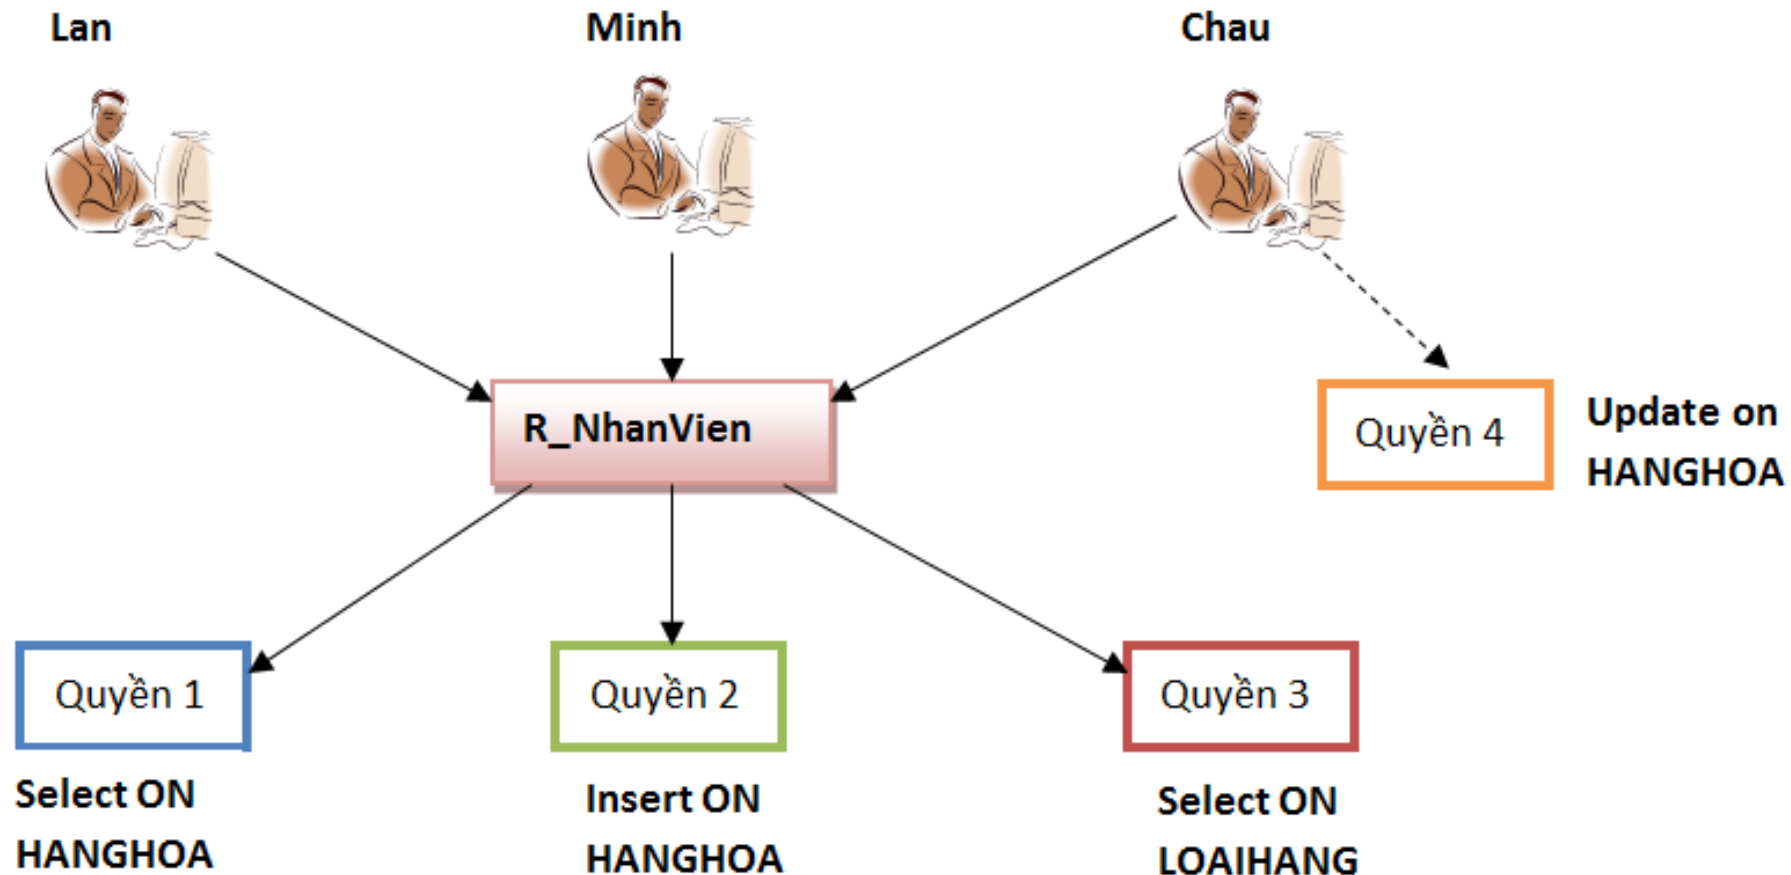 Lan
Minh
Chau
R_NhanVien
Quyền 4
Update on
HANGHOA
Quyền 1
Quyền 2
Quyền 3
Select ON
HANGHOA
Insert ON
HANGHOA
Select ON
LOAIHANG